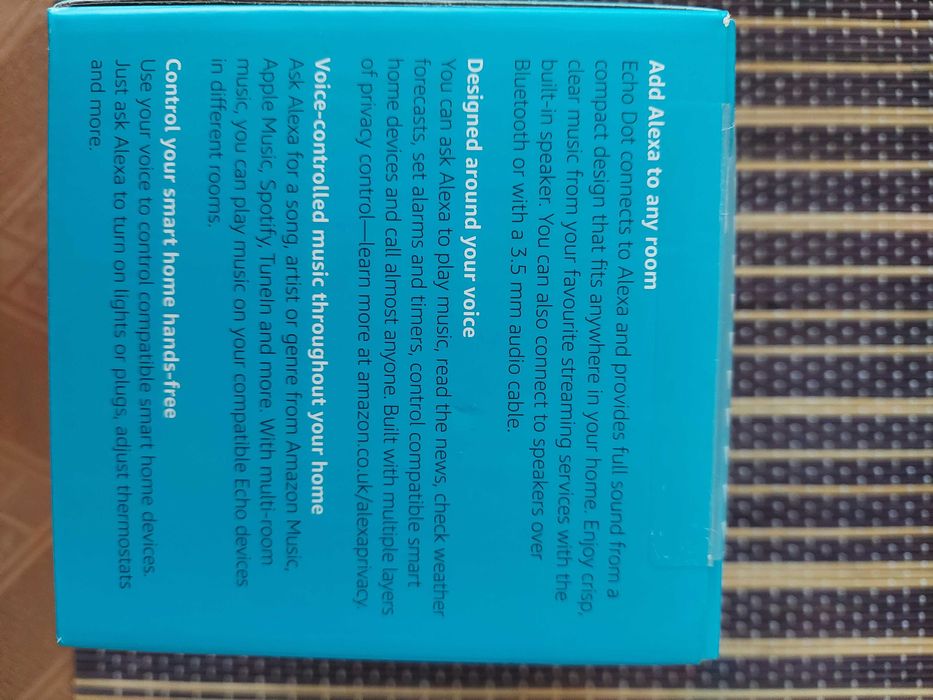 Add Alexa to any room
Echo Dot connects to Alexa and provides full sound from a
compact design that fits anywhere in your home. Enjoy crisp,
clear music from your favourite streaming services with the
built-in speaker. You can also connect to speakers over
Bluetooth or with a 3.5 mm audio cable.
Designed around your voice
You can ask Alexa to play music, read the news, check weather
forecasts, set alarms and timers, control compatible smart
home devices and call almost anyone. Built with multiple layers
of privacy control—learn more at amazon.co.uk/alexaprivacy.
Voice-controlled music throughout your home
Ask Alexa for a song, artist or genre from Amazon Music,
Apple Music, Spotify, TuneIn and more. With multi-room
music, you can play music on your compatible Echo devices
in different rooms.
Control your smart home hands-free
Use your voice to control compatible smart home devices.
Just ask Alexa to turn on lights or plugs, adjust thermostats
and more.